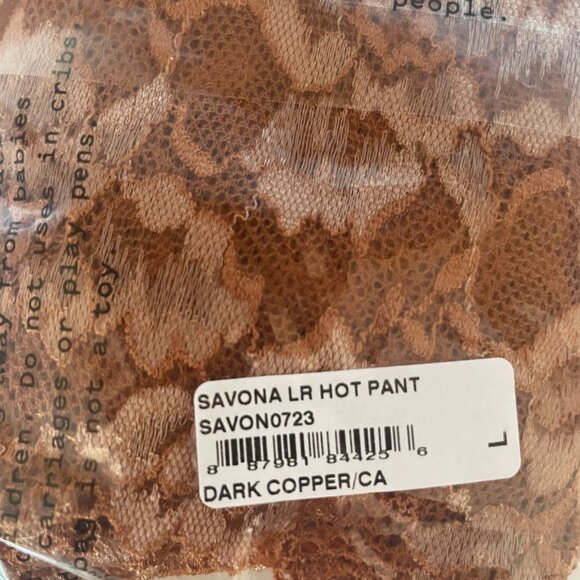 people.
away from babies
children. Do not uses in cribs,
carriages or play pens.
bag is not a toy.
SAVONA LR HOT PANT
SAVON0723
8 87981 84425 6
L
DARK COPPER/CA